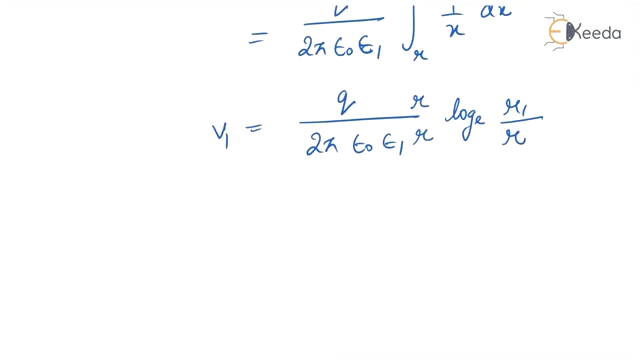 Keeda
= / 2π ε₀ ε₁ ∫ᵣ 1/x dx
V₁ = q / 2π ε₀ ε₁ r/r logₑ r₁/r